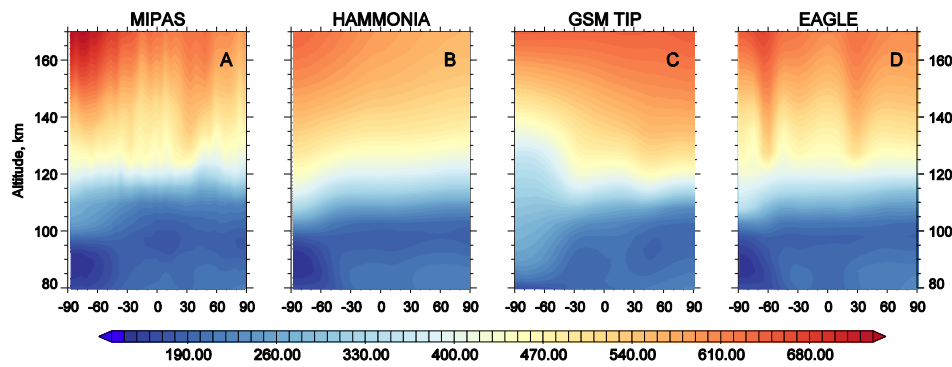 MIPAS HAMMONIA GSM TIP EAGLE
A B C D
Altitude, km
160 160
140 140
120 120
100 100
80 80
-90 -60 -30 0 30 60 90 -90 -60 -30 0 30 60 90 -90 -60 -30 0 30 60 90 -90 -60 -30 0 30 60 90
190.00 260.00 330.00 400.00 470.00 540.00 610.00 680.00